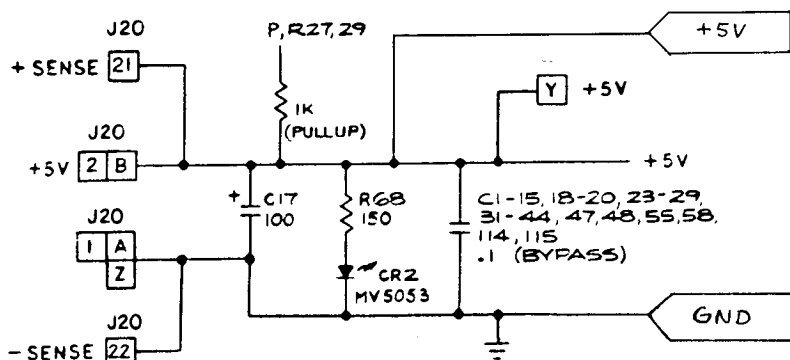 J20
+ SENSE 21
P, R27, 29
1K
(PULLUP)
+5V
Y +5V
J20
+5V 2 B
+5V
+ C17
100
R68
150
C1-15, 18-20, 23-29,
31-44, 47, 48, 55, 58,
114, 115
.1 (BYPASS)
J20
1 A
Z
CR2
MV5053
GND
J20
- SENSE 22